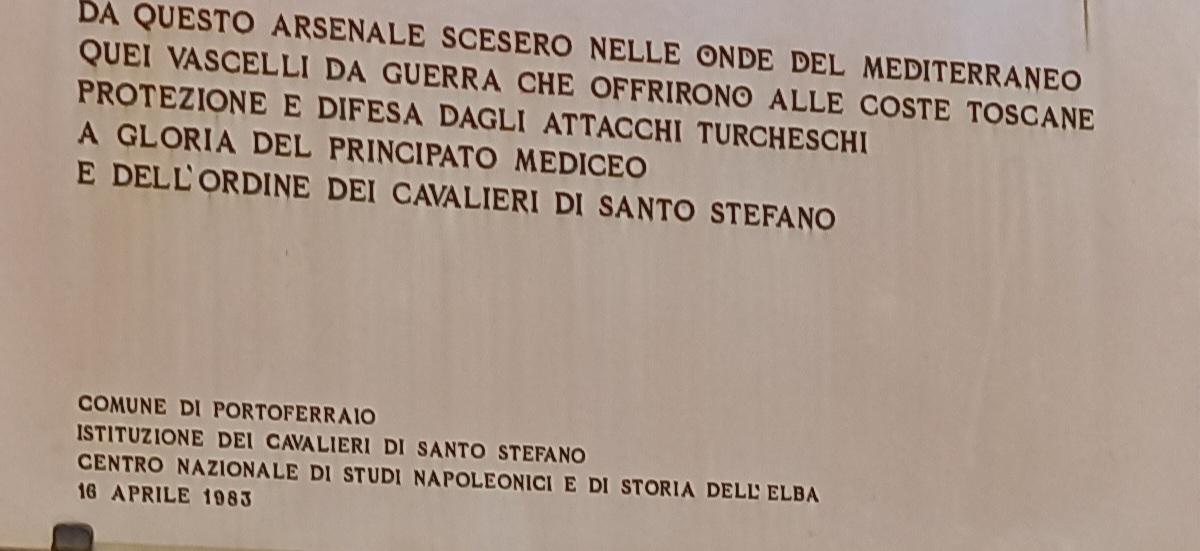 DA QUESTO ARSENALE SCESERO NELLE ONDE DEL MEDITERRANEO
QUEI VASCELLI DA GUERRA CHE OFFRIRONO ALLE COSTE TOSCANE
PROTEZIONE E DIFESA DAGLI ATTACCHI TURCHESCHI
A GLORIA DEL PRINCIPATO MEDICEO
E DELL'ORDINE DEI CAVALIERI DI SANTO STEFANO
COMUNE DI PORTOFERRAIO
ISTITUZIONE DEI CAVALIERI DI SANTO STEFANO
CENTRO NAZIONALE DI STUDI NAPOLEONICI E DI STORIA DELL'ELBA
16 APRILE 1983